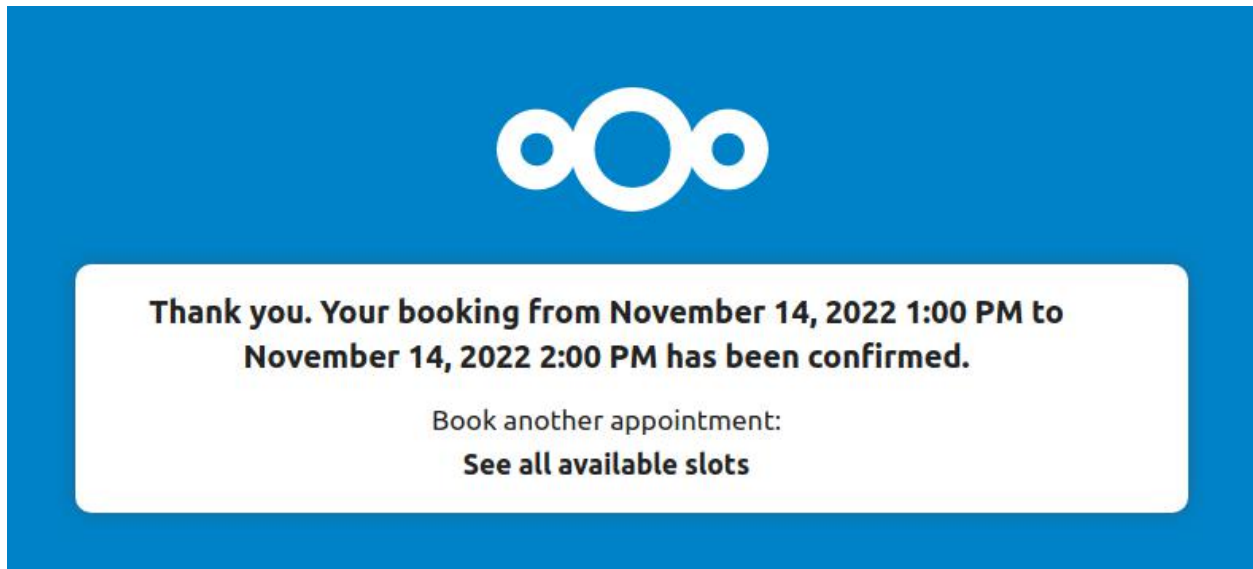 Thank you. Your booking from November 14, 2022 1:00 PM to
November 14, 2022 2:00 PM has been confirmed.
Book another appointment:
See all available slots